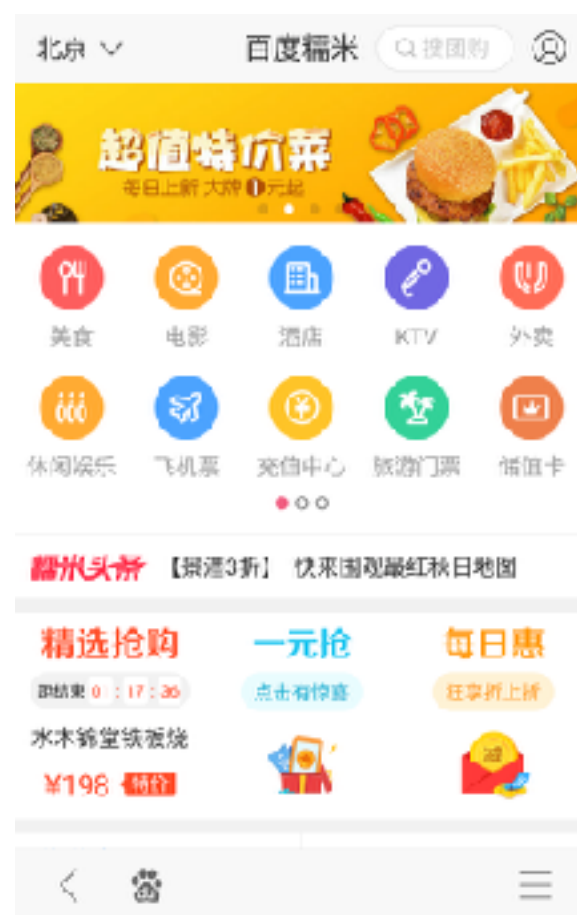 北京 百度糯米 搜团购
超值特价菜
每日上新 大牌0元起
美食 电影 酒店 KTV 外卖
休闲娱乐 飞机票 充值中心 旅游门票 储值卡
糯米头条 【景酒3折】 快来围观最红秋日地图
精选抢购 一元抢 每日惠
距结束 01:17:36 点击有惊喜 狂享折上折
水木锦堂铁板烧
¥198 特价